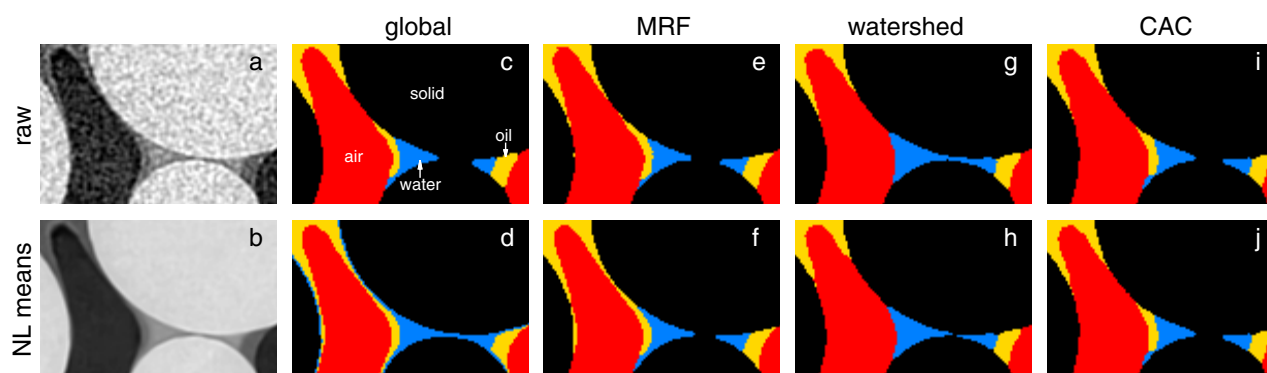 global MRF watershed CAC
raw a c e g i
solid
oil
air
water
NL means b d f h j